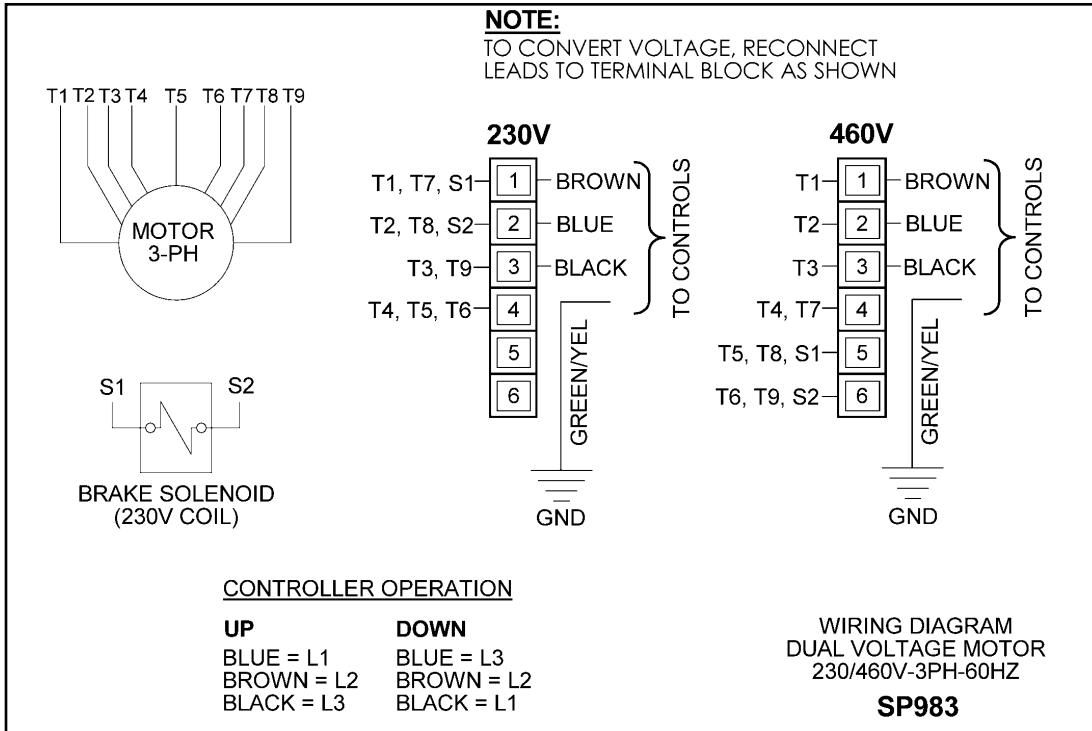 NOTE:
TO CONVERT VOLTAGE, RECONNECT
LEADS TO TERMINAL BLOCK AS SHOWN
T1 T2 T3 T4 T5 T6 T7 T8 T9
MOTOR
3-PH
S1 S2
BRAKE SOLENOID
(230V COIL)
230V
T1, T7, S1 1 BROWN
T2, T8, S2 2 BLUE
T3, T9 3 BLACK
T4, T5, T6 4
5
6
TO CONTROLS
GREEN/YEL
GND
460V
T1 1 BROWN
T2 2 BLUE
T3 3 BLACK
T4, T7 4
T5, T8, S1 5
T6, T9, S2 6
TO CONTROLS
GREEN/YEL
GND
CONTROLLER OPERATION
UP DOWN
BLUE = L1 BLUE = L3
BROWN = L2 BROWN = L2
BLACK = L3 BLACK = L1
WIRING DIAGRAM
DUAL VOLTAGE MOTOR
230/460V-3PH-60HZ
SP983